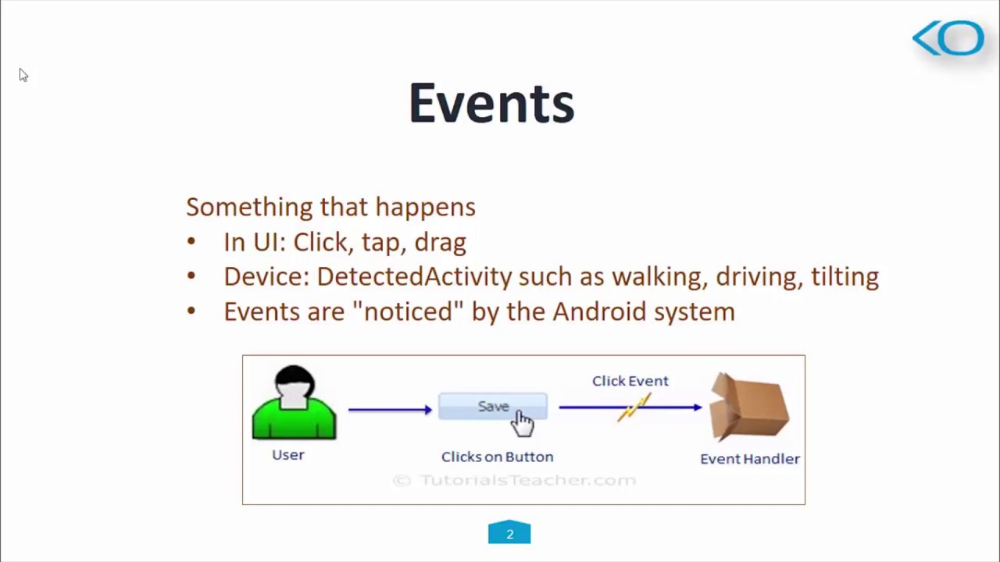 Events
Something that happens
• In UI: Click, tap, drag
• Device: DetectedActivity such as walking, driving, tilting
• Events are "noticed" by the Android system
Click Event
Save
User
Clicks on Button
Event Handler
© TutorialsTeacher.com
2